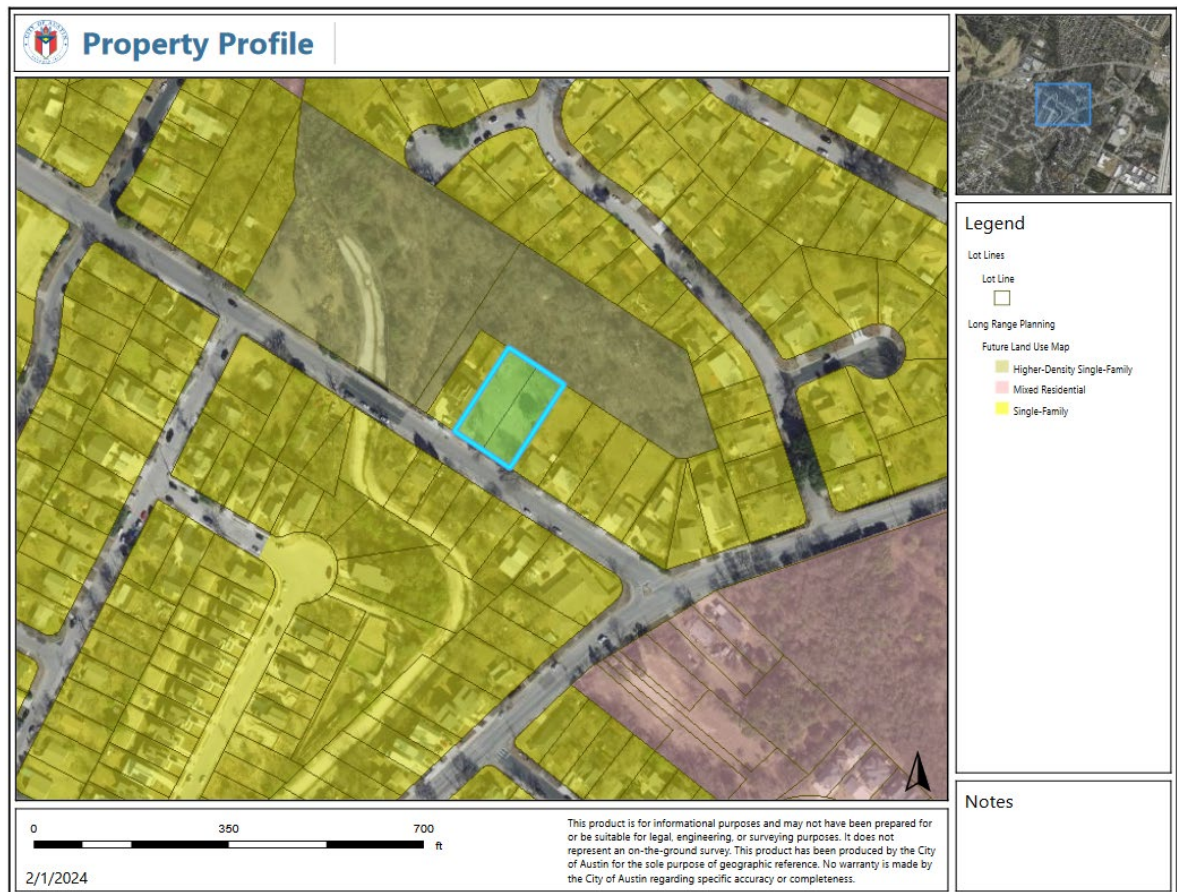 Property Profile
Legend
Lot Lines
Lot Line
Long Range Planning
Future Land Use Map
Higher-Density Single-Family
Mixed Residential
Single-Family
Notes
0 350 700
ft
2/1/2024
This product is for informational purposes and may not have been prepared for
or be suitable for legal, engineering, or surveying purposes. It does not
represent an on-the-ground survey. This product has been produced by the City
of Austin for the sole purpose of geographic reference. No warranty is made by
the City of Austin regarding specific accuracy or completeness.